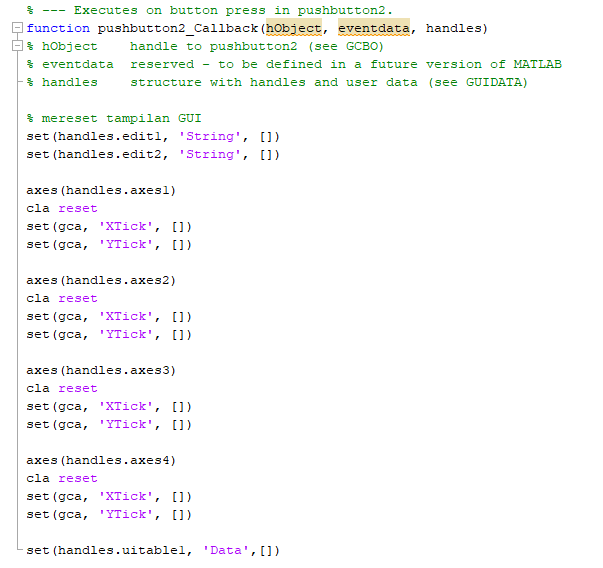 % --- Executes on button press in pushbutton2.
function pushbutton2_Callback(hObject, eventdata, handles)
% hObject    handle to pushbutton2 (see GCBO)
% eventdata  reserved - to be defined in a future version of MATLAB
% handles    structure with handles and user data (see GUIDATA)

% mereset tampilan GUI
set(handles.edit1, 'String', [])
set(handles.edit2, 'String', [])

axes(handles.axes1)
cla reset
set(gca, 'XTick', [])
set(gca, 'YTick', [])

axes(handles.axes2)
cla reset
set(gca, 'XTick', [])
set(gca, 'YTick', [])

axes(handles.axes3)
cla reset
set(gca, 'XTick', [])
set(gca, 'YTick', [])

axes(handles.axes4)
cla reset
set(gca, 'XTick', [])
set(gca, 'YTick', [])

set(handles.uitable1, 'Data',[])